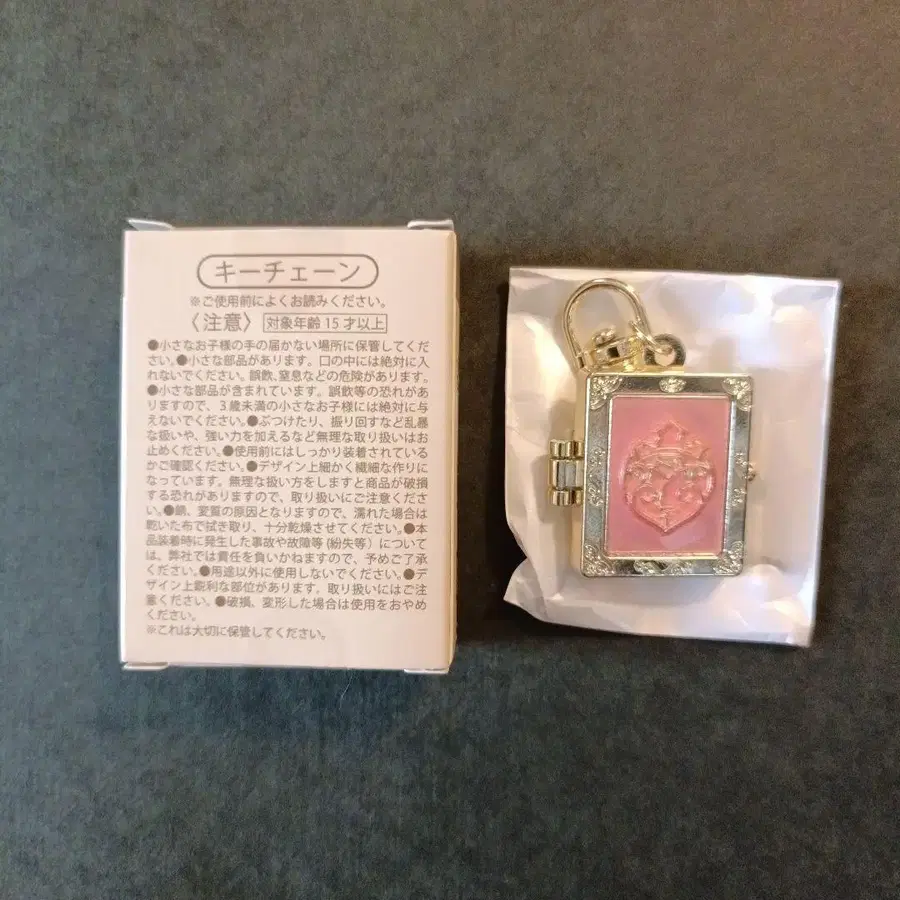 キーチェーン
※ご使用前によくお読みください。
〈注意〉 対象年齢 15 才以上
●小さなお子様の手の届かない場所に保管してくだ
さい。●小さな部品があります。口の中には絶対に入
れないでください。誤飲、窒息などの危険があります。
●小さな部品が含まれています。誤飲等の恐れがあ
りますので、3歳未満の小さなお子様には絶対に与
えないでください。●ぶつけたり、振り回すなど乱暴
な扱いや、強い力を加えるなど無理な取り扱いはお
止めください。●使用前にはしっかり装着されている
かご確認ください。●デザイン上細かく繊細な作りに
なっています。無理な扱い方をしますと商品が破損
する恐れがありますので、取り扱いにご注意くださ
い。●錆、変質の原因となりますので、濡れた場合は
乾いた布で拭き取り、十分乾燥させてください。●本
品装着時に発生した事故や故障等(紛失等)について
は、弊社では責任を負いかねますので、予めご了承
ください。●用途以外に使用しないでください。●デ
ザイン上鋭利な部位があります。取り扱いにはご注
意ください。●破損、変形した場合は使用をおやめ
ください。
※これは大切に保管してください。